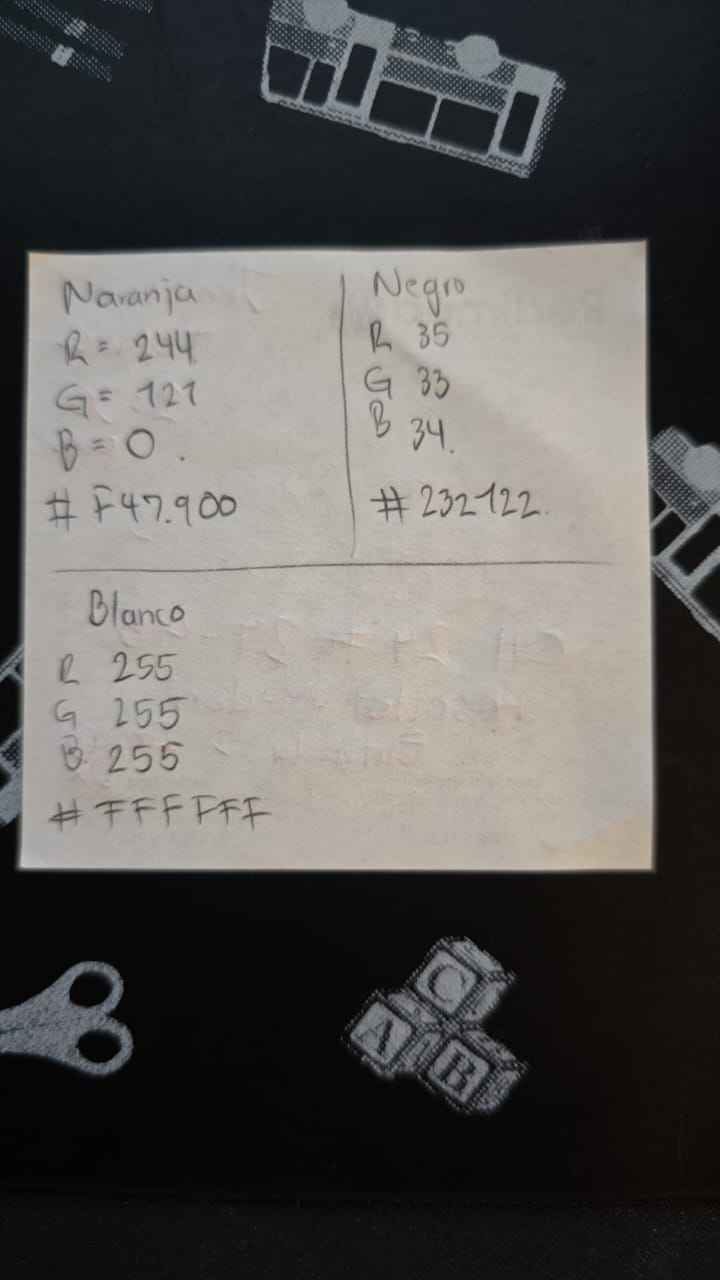 Naranja
R = 244
G = 121
B = 0.
# F47.900
Negro
R 35
G 33
B 34.
# 232122.
Blanco
R 255
G 255
B 255
# FFFFFF
C
A
B